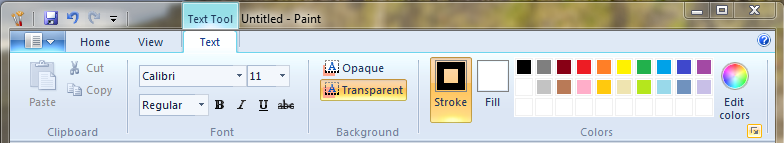 Text Tool Untitled - Paint
Home View Text
Paste
Cut
Copy
Clipboard
Calibri 11
Regular B I U abc
Font
A Opaque
A Transparent
Background
Stroke
Fill
Edit colors
Colors